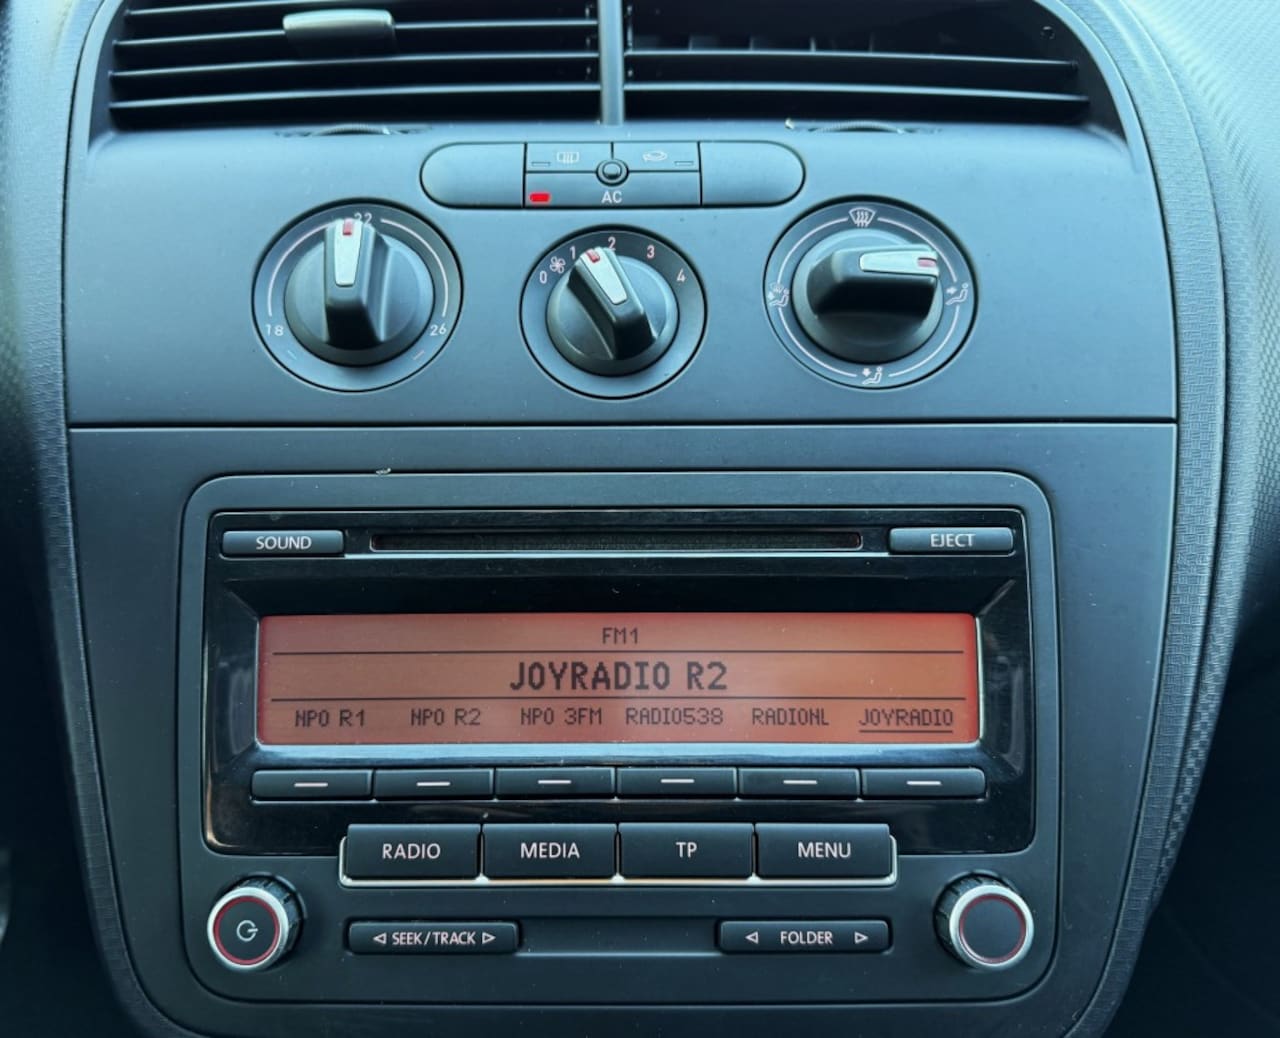 AC
22
18 26
0 1 2 3 4
SOUND
EJECT
FM1
JOYRADIO R2
NPO R1 NPO R2 NPO 3FM RADIO538 RADIONL JOYRADIO
RADIO MEDIA TP MENU
SEEK/TRACK
FOLDER